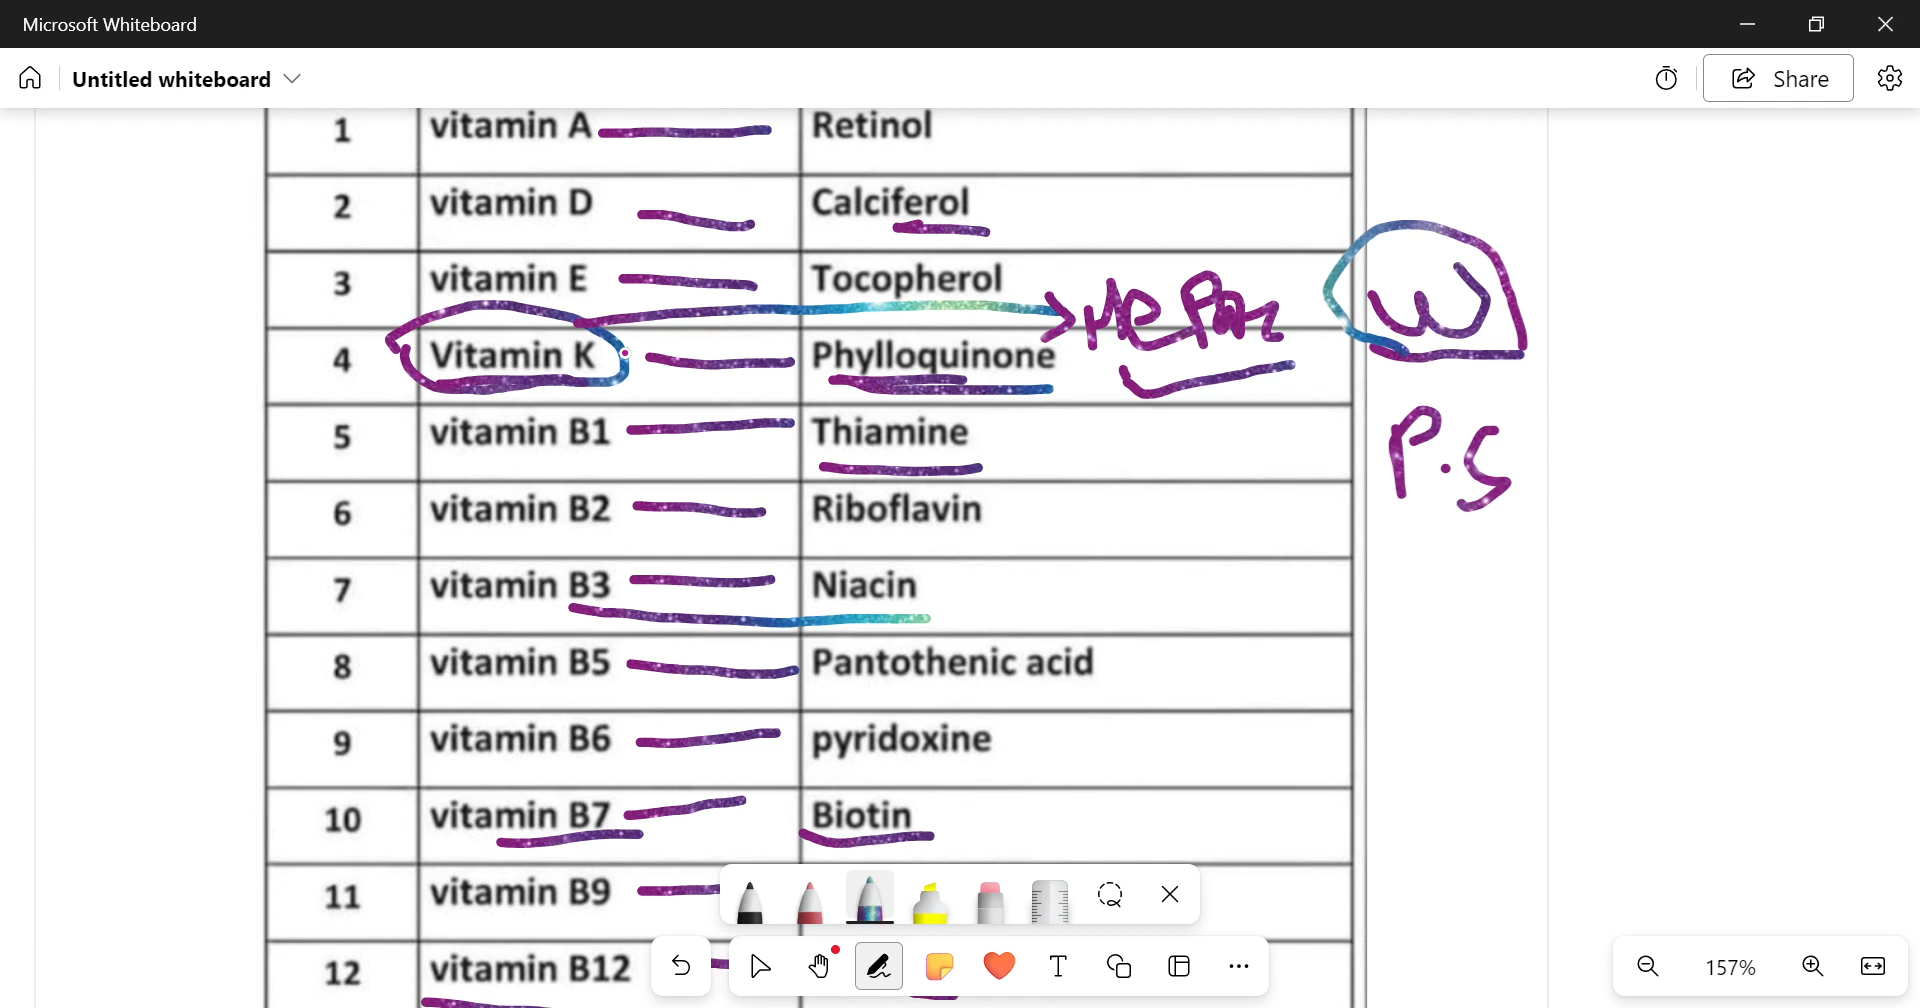 Microsoft Whiteboard
Untitled whiteboard
Share
1 vitamin A Retinol
2 vitamin D Calciferol
3 vitamin E Tocopherol
4 Vitamin K Phylloquinone
W
P.S
5 vitamin B1 Thiamine
6 vitamin B2 Riboflavin
7 vitamin B3 Niacin
8 vitamin B5 Pantothenic acid
9 vitamin B6 pyridoxine
10 vitamin B7 Biotin
11 vitamin B9
12 vitamin B12
157%